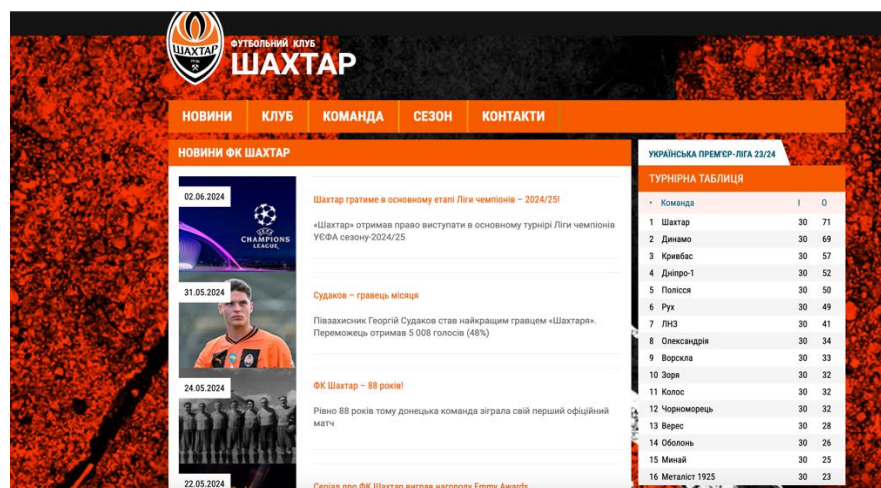 ШАХТАР
ФУТБОЛЬНИЙ КЛУБ
ШАХТАР
НОВИНИ
КЛУБ
КОМАНДА
СЕЗОН
КОНТАКТИ
НОВИНИ ФК ШАХТАР
02.06.2024
CHAMPIONS
LEAGUE
Шахтар гратиме в основному етапі Ліги чемпіонів – 2024/25!
«Шахтар» отримав право виступати в основному турнірі Ліги чемпіонів
УЄФА сезону-2024/25
31.05.2024
Судаков – гравець місяця
Півзахисник Георгій Судаков став найкращим гравцем «Шахтаря».
Переможець отримав 5 008 голосів (48%)
24.05.2024
ФК Шахтар – 88 років!
Рівно 88 років тому донецька команда зіграла свій перший офіційний
матч
22.05.2024
Серіал про ФК Шахтар виграв нагороду Emmy Awards
УКРАЇНСЬКА ПРЕМ'ЄР-ЛІГА 23/24
ТУРНІРНА ТАБЛИЦЯ
• Команда І О
1 Шахтар 30 71
2 Динамо 30 69
3 Кривбас 30 57
4 Дніпро-1 30 52
5 Полісся 30 50
6 Рух 30 49
7 ЛНЗ 30 41
8 Олександрія 30 34
9 Ворскла 30 33
10 Зоря 30 32
11 Колос 30 32
12 Чорноморець 30 32
13 Верес 30 28
14 Оболонь 30 26
15 Минай 30 25
16 Металіст 1925 30 23